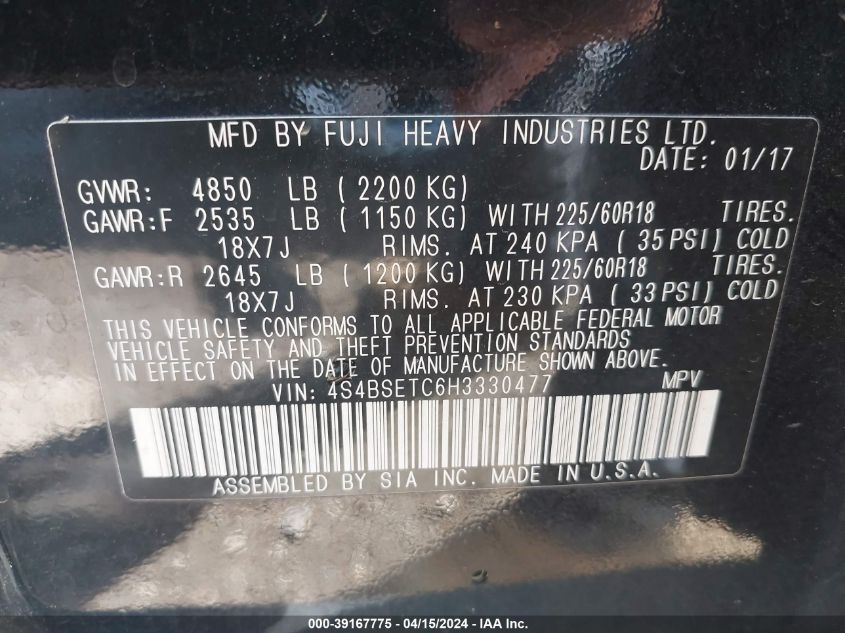 MFD BY FUJI HEAVY INDUSTRIES LTD.
DATE: 01/17
GVWR: 4850 LB ( 2200 KG)
GAWR:F 2535 LB ( 1150 KG) WITH 225/60R18 TIRES.
18X7J RIMS. AT 240 KPA ( 35 PSI) COLD
GAWR:R 2645 LB ( 1200 KG) WITH 225/60R18 TIRES.
18X7J RIMS. AT 230 KPA ( 33 PSI) COLD
THIS VEHICLE CONFORMS TO ALL APPLICABLE FEDERAL MOTOR
VEHICLE SAFETY AND THEFT PREVENTION STANDARDS
IN EFFECT ON THE DATE OF MANUFACTURE SHOWN ABOVE.
VIN: 4S4BSETC6H3330477 MPV
ASSEMBLED BY SIA INC. MADE IN U.S.A.
000-39167775 - 04/15/2024 - IAA Inc.